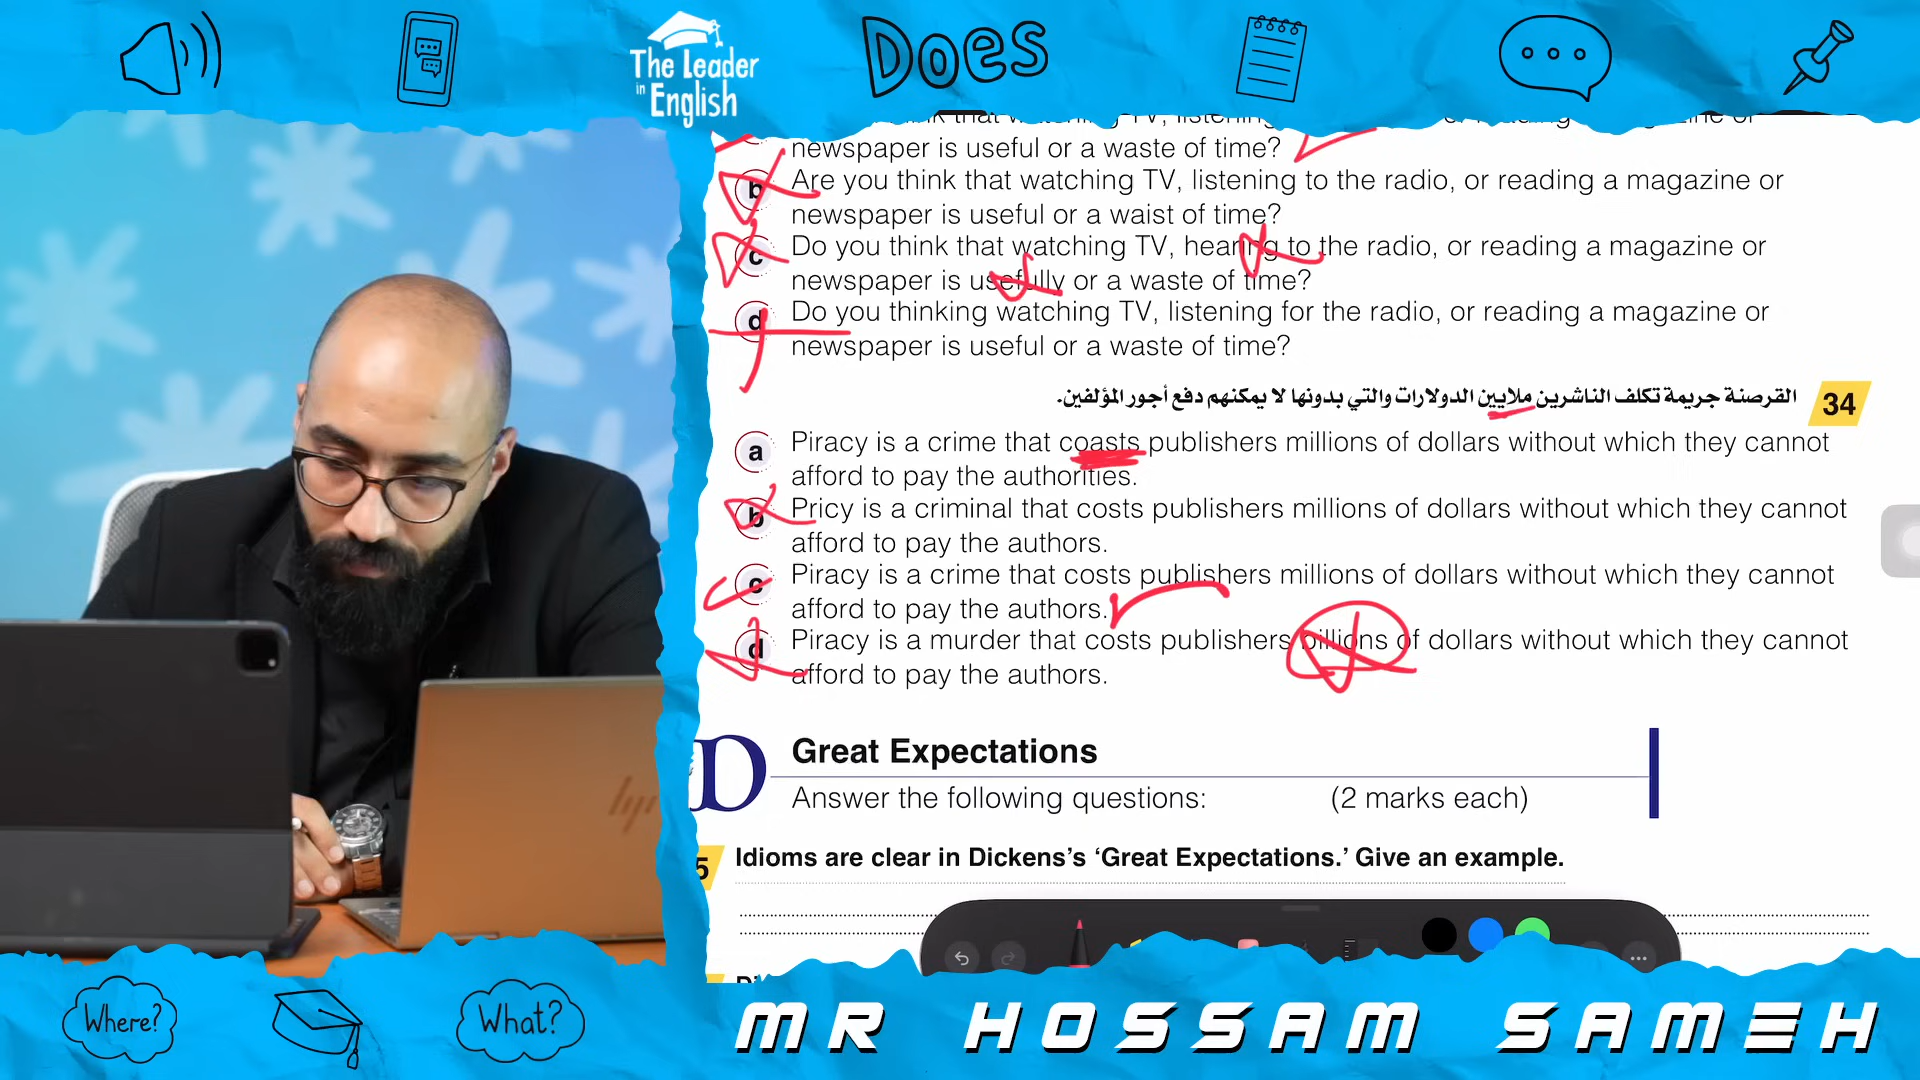 The Leader
in English
Does
newspaper is useful or a waste of time?
b Are you think that watching TV, listening to the radio, or reading a magazine or
newspaper is useful or a waist of time?
c Do you think that watching TV, hearing to the radio, or reading a magazine or
newspaper is usefully or a waste of time?
d Do you thinking watching TV, listening for the radio, or reading a magazine or
newspaper is useful or a waste of time?
34 القرصنة جريمة تكلف الناشرين ملايين الدولارات والتي بدونها لا يمكنهم دفع أجور المؤلفين.
a Piracy is a crime that coasts publishers millions of dollars without which they cannot
afford to pay the authorities.
b Pricy is a criminal that costs publishers millions of dollars without which they cannot
afford to pay the authors.
c Piracy is a crime that costs publishers millions of dollars without which they cannot
afford to pay the authors.
d Piracy is a murder that costs publishers billions of dollars without which they cannot
afford to pay the authors.
D Great Expectations
Answer the following questions: (2 marks each)
5 Idioms are clear in Dickens's 'Great Expectations.' Give an example.
Where?
What?
MR HOSSAM SAMEH